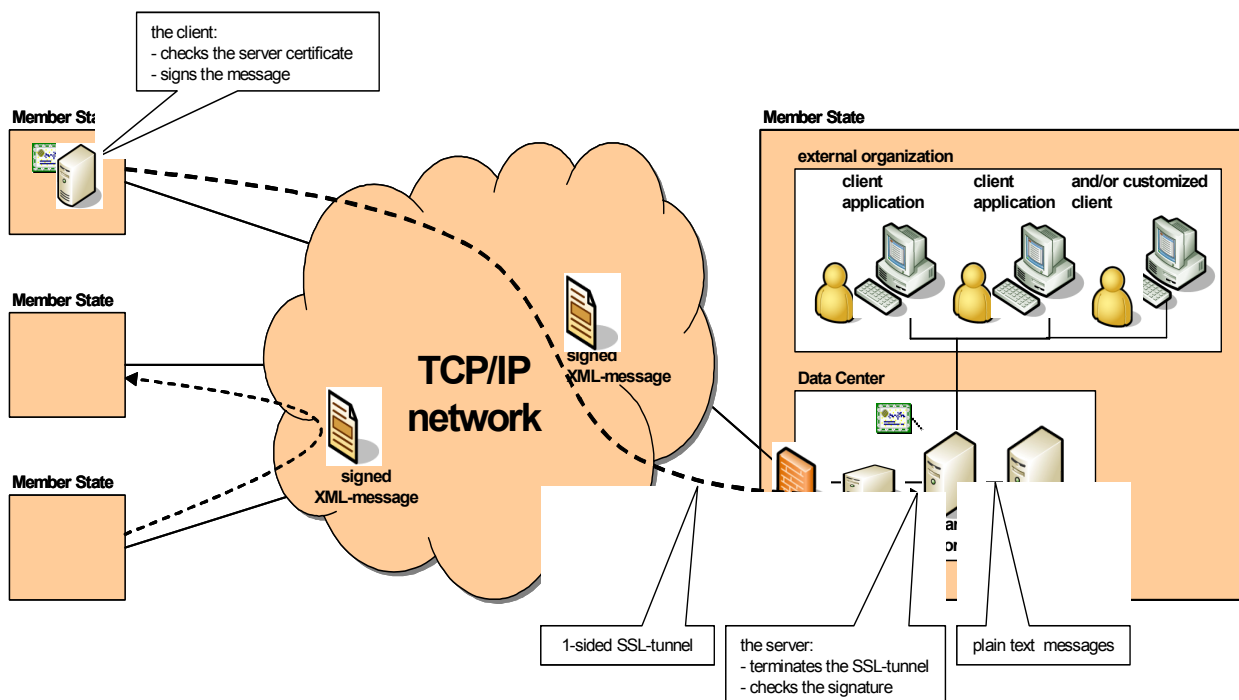 the client:
- checks the server certificate
- signs the message
Member
Member State
external organization
client
application
client
application
and/or customized
client
Member State
signed
XML-message
TCP/IP
network
Data Center
signed
XML-message
Member State
1-sided SSL-tunnel
the server:
- terminates the SSL-tunnel
- checks the signature
plain text messages